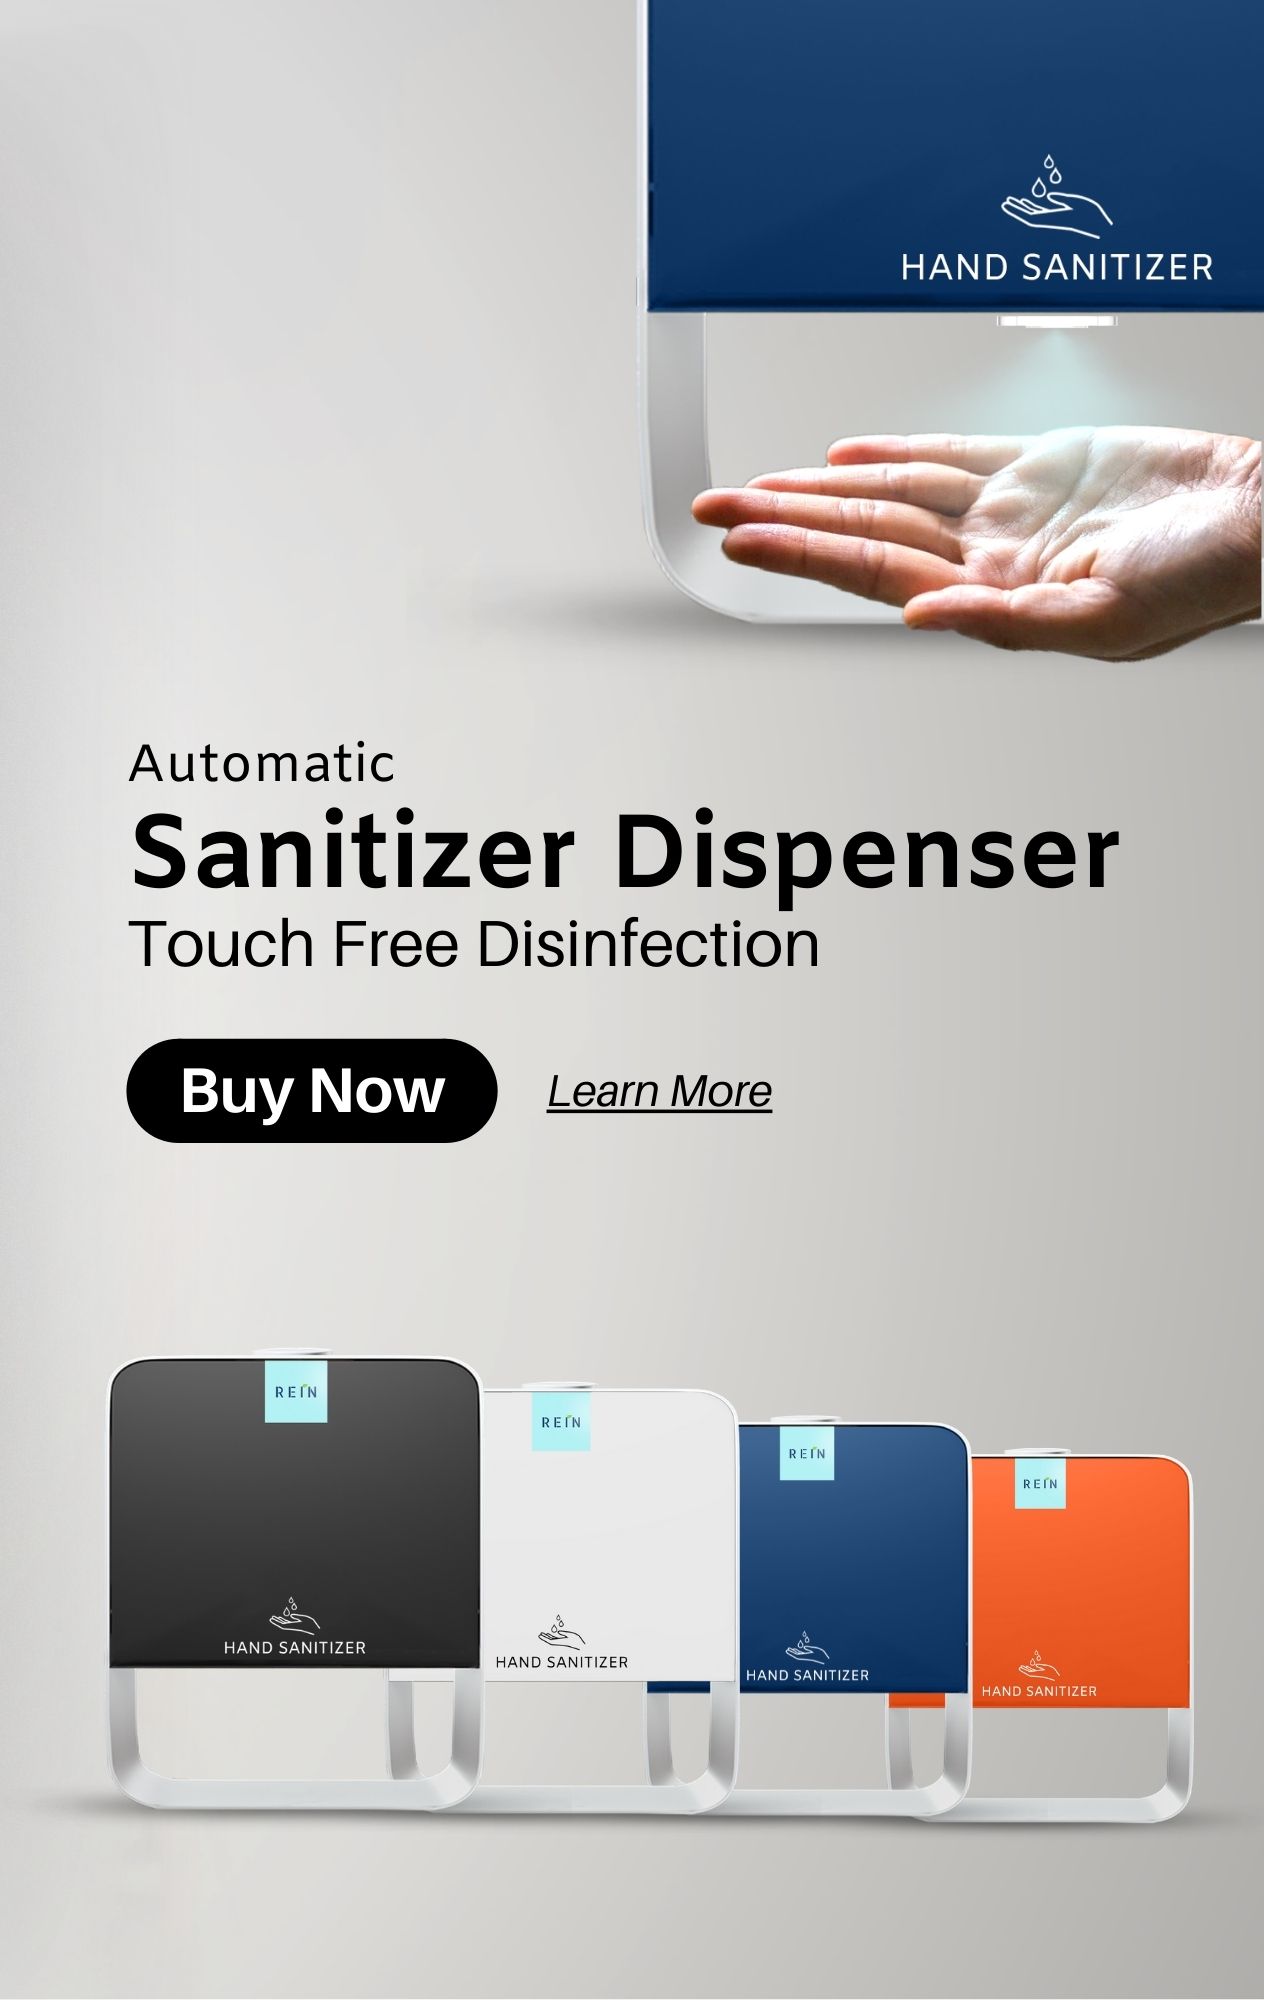 HAND SANITIZER
Automatic
Sanitizer Dispenser
Touch Free Disinfection
Buy Now
Learn More
REIN
REIN
REIN
REIN
HAND SANITIZER
HAND SANITIZER
HAND SANITIZER
HAND SANITIZER